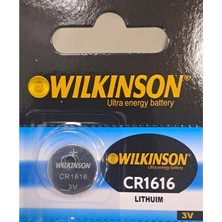 WILKINSON®
Ultra energy battery
WILKINSON
CR1616
3V
WILKINSON
CR1616
LITHUIM
3V